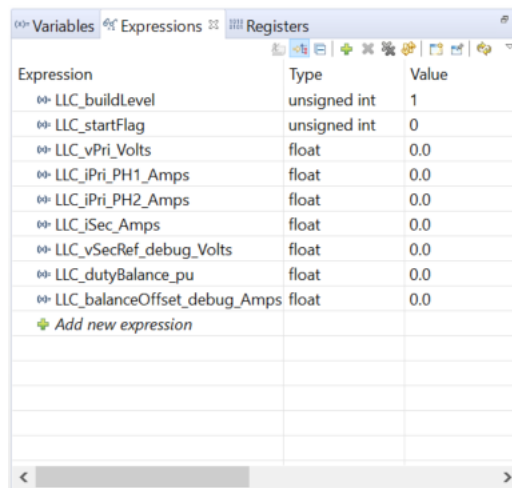 Variables Expressions Registers
Expression Type Value
LLC_buildLevel unsigned int 1
LLC_startFlag unsigned int 0
LLC_vPri_Volts float 0.0
LLC_iPri_PH1_Amps float 0.0
LLC_iPri_PH2_Amps float 0.0
LLC_iSec_Amps float 0.0
LLC_vSecRef_debug_Volts float 0.0
LLC_dutyBalance_pu float 0.0
LLC_balanceOffset_debug_Amps float 0.0
Add new expression